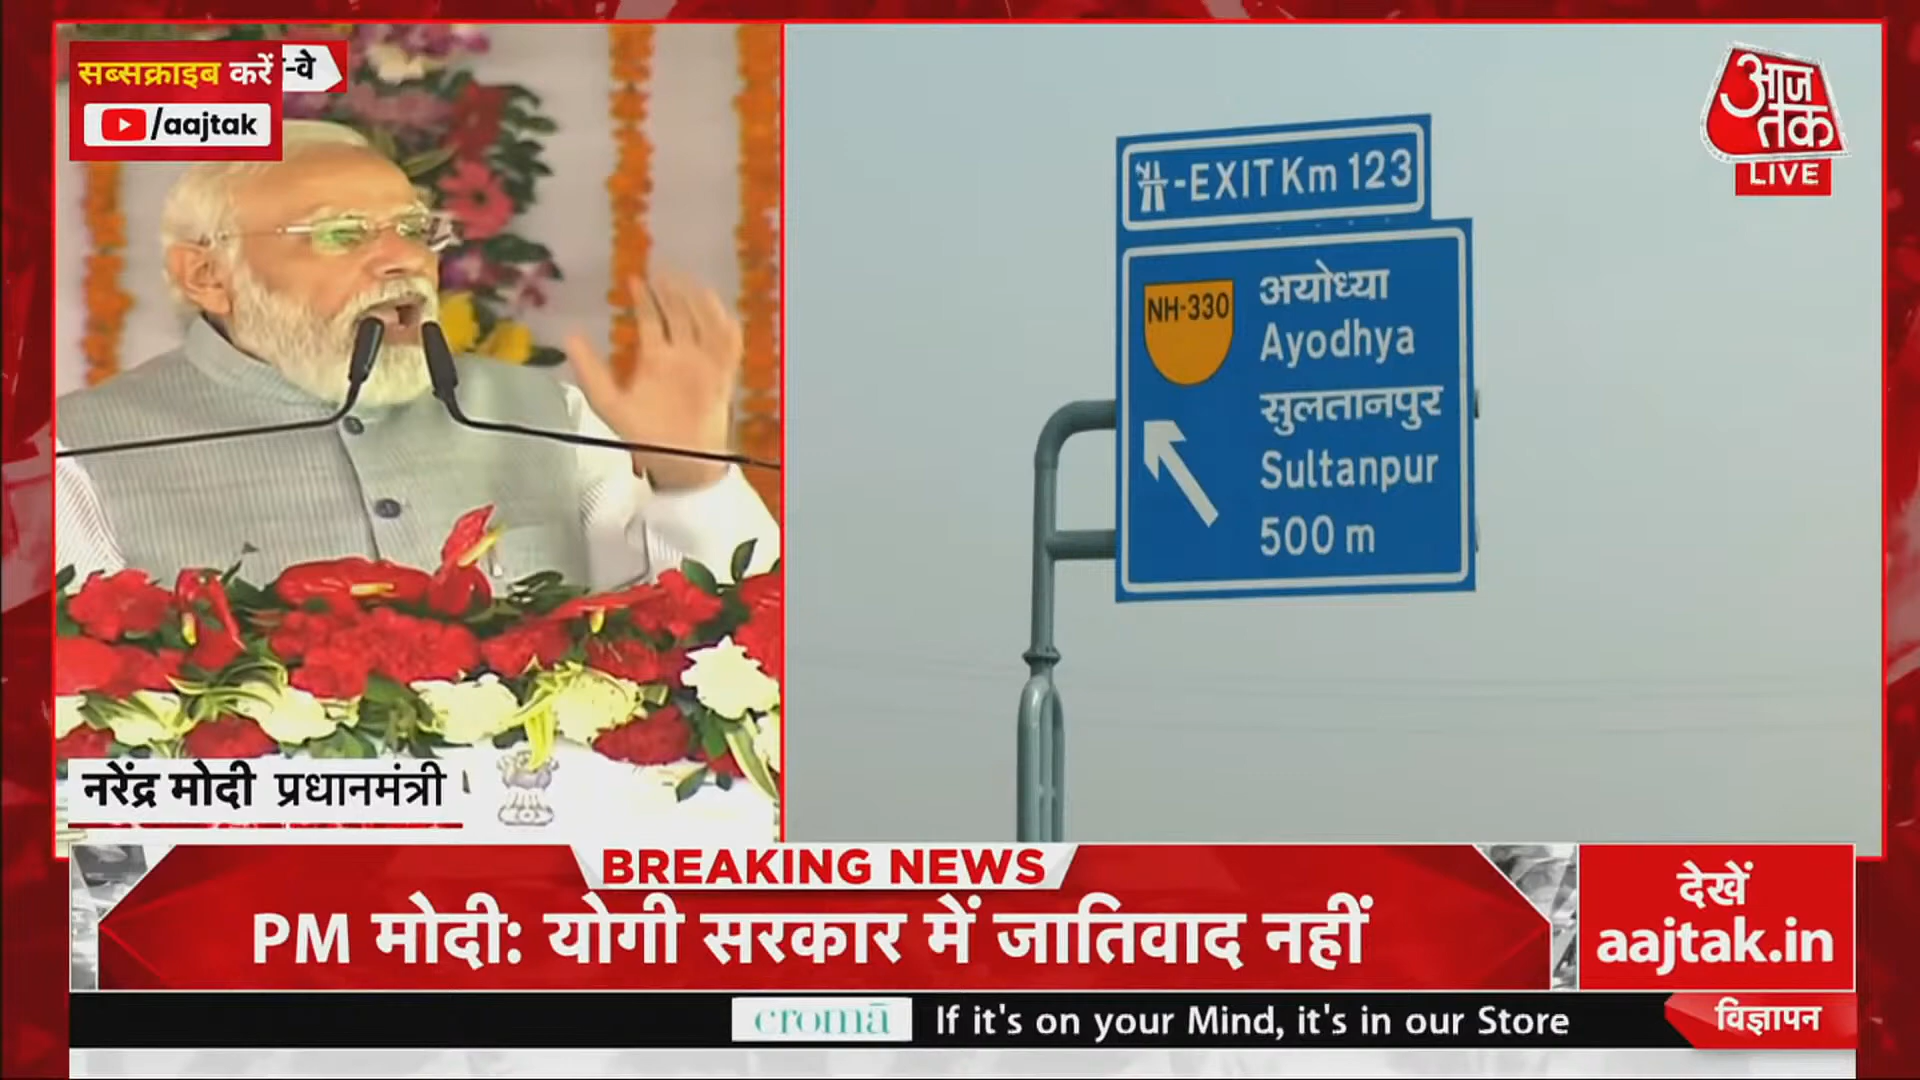 सब्सक्राइब करें
-वे
/aajtak
आज तक
LIVE
-EXIT Km 123
NH-330
अयोध्या
Ayodhya
सुलतानपुर
Sultanpur
500 m
नरेंद्र मोदी प्रधानमंत्री
BREAKING NEWS
PM मोदी: योगी सरकार में जातिवाद नहीं
देखें
aajtak.in
croma
If it's on your Mind, it's in our Store
विज्ञापन